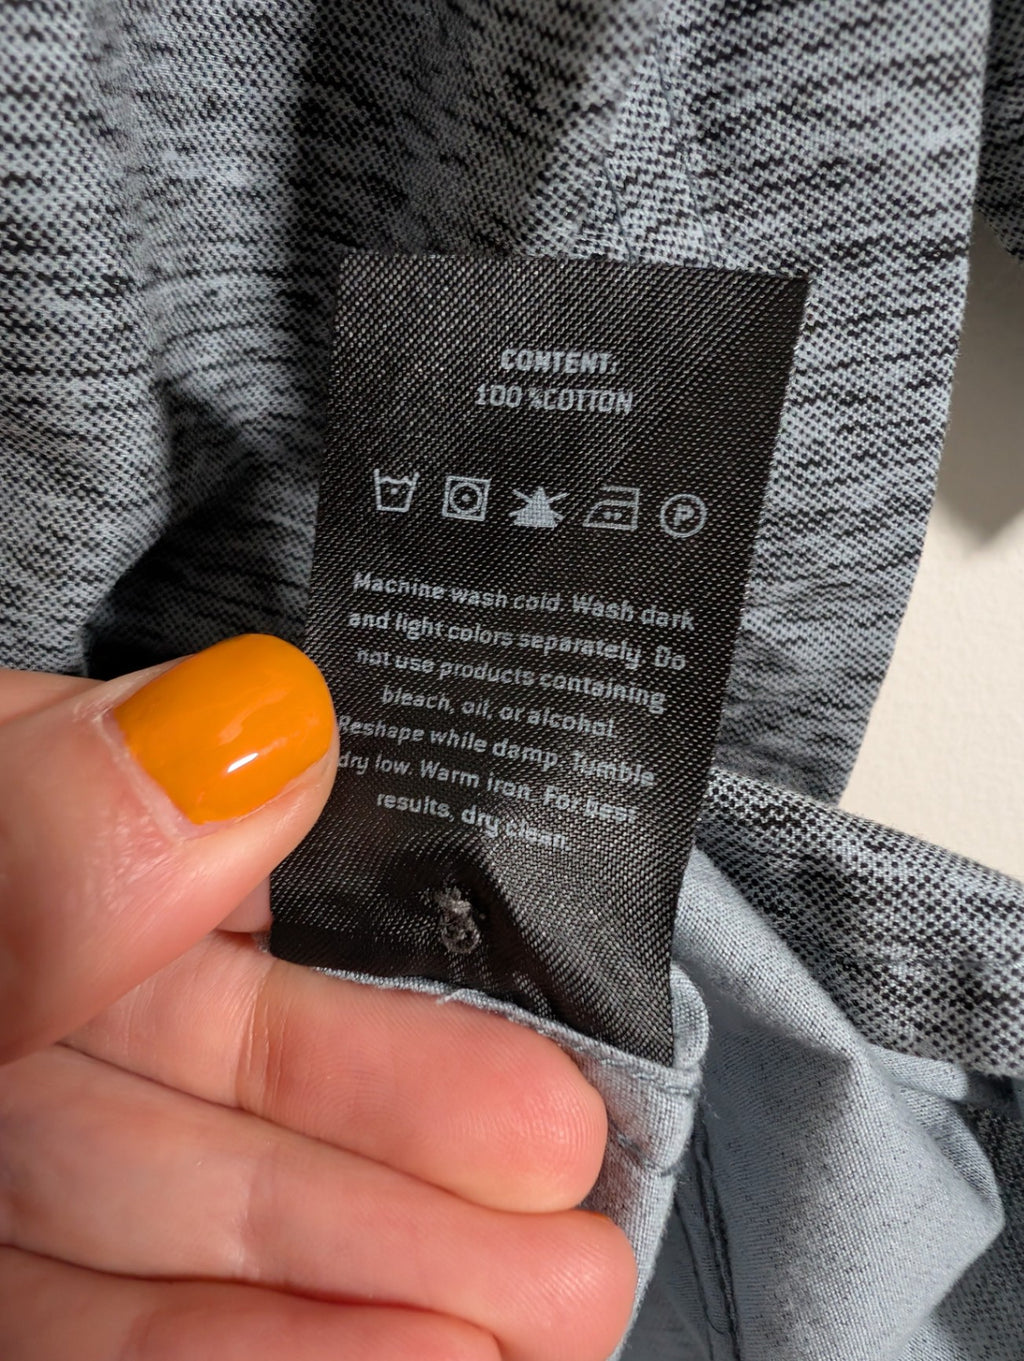 CONTENT:
100%COTTON
P
Machine wash cold. Wash dark
and light colors separately. Do
not use products containing
bleach, oil, or alcohol.
Reshape while damp. Tumble
dry low. Warm iron. For best
results, dry clean.